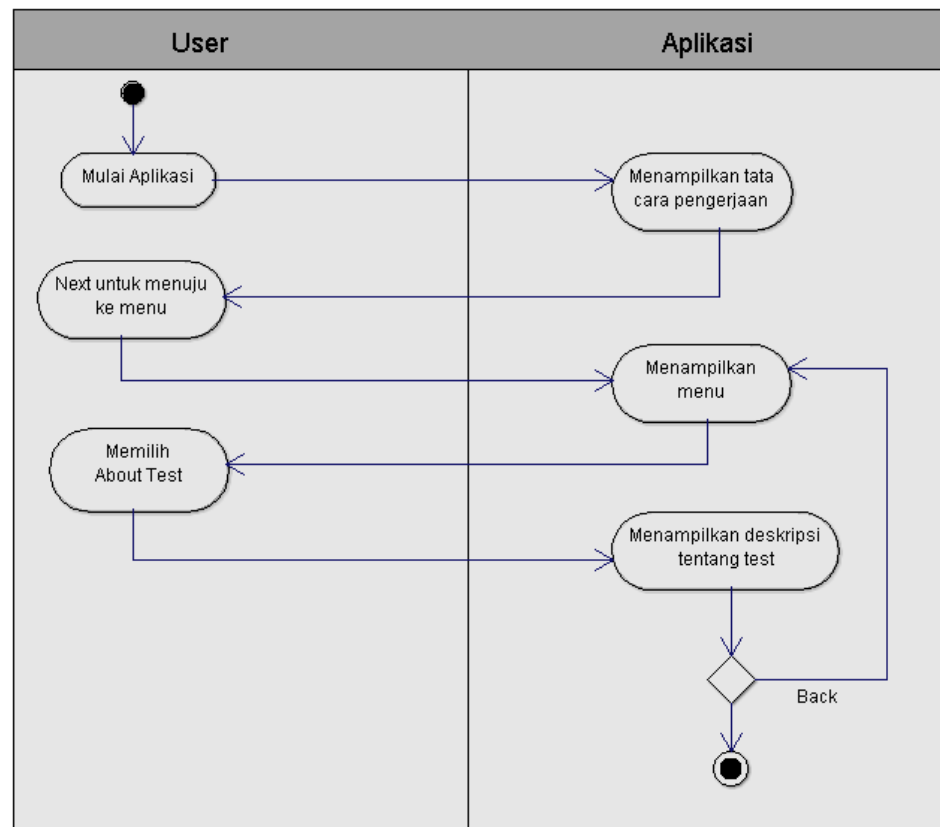 User
Aplikasi
Mulai Aplikasi
Menampilkan tata
cara pengerjaan
Next untuk menuju
ke menu
Menampilkan
menu
Memilih
About Test
Menampilkan deskripsi
tentang test
Back